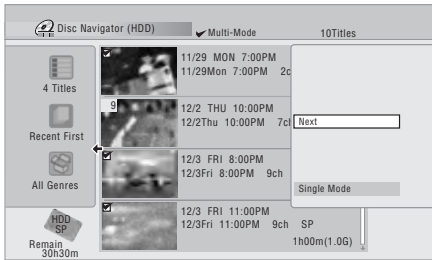 Disc Navigator (HDD)
Multi-Mode
10Titles
4 Titles
Recent First
All Genres
HDD
SP
Remain
30h30m
11/29 MON 7:00PM
11/29Mon 7:00PM 2c
9
12/2 THU 10:00PM
12/2Thu 10:00PM 7cl
12/3 FRI 8:00PM
12/3Fri 8:00PM 9ch
12/3 FRI 11:00PM
12/3Fri 11:00PM 9ch SP
1h00m(1.0G)
Next
Single Mode